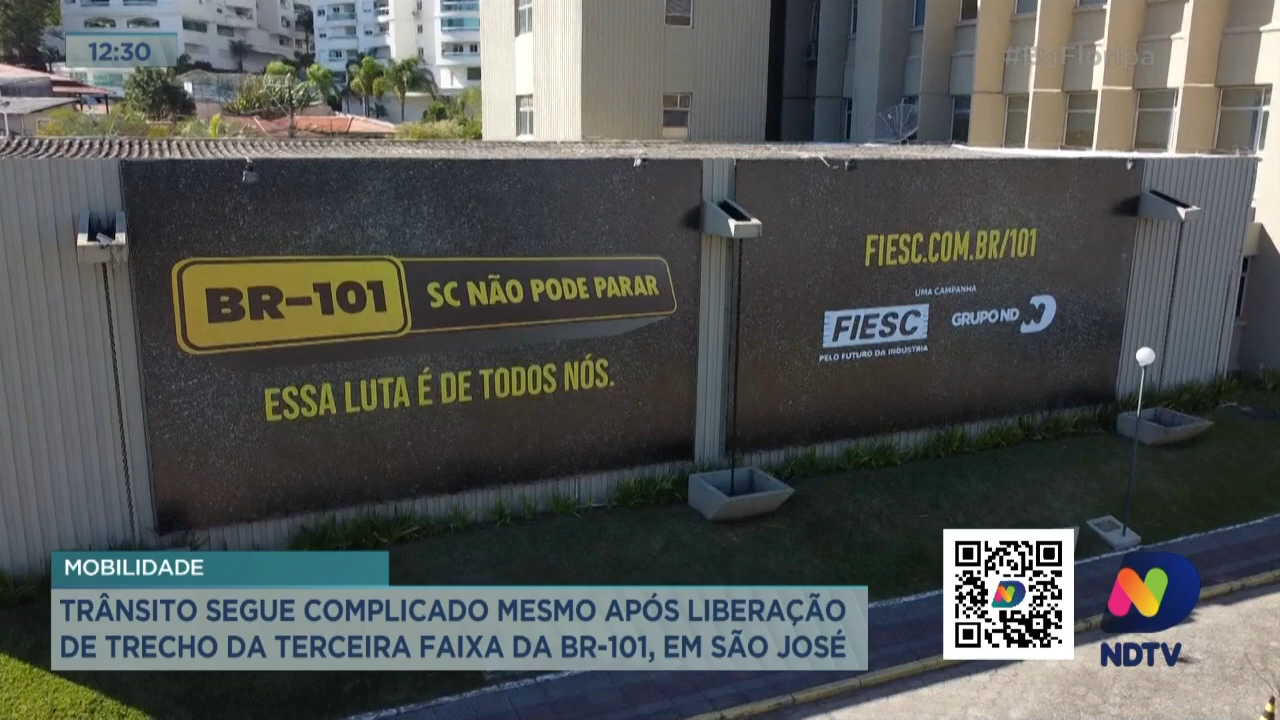 12:30
#BGFloripa
BR-101
SC NÃO PODE PARAR
ESSA LUTA É DE TODOS NÓS.
FIESC.COM.BR/101
UMA CAMPANHA
FIESC
PELO FUTURO DA INDÚSTRIA
GRUPO ND
MOBILIDADE
TRÂNSITO SEGUE COMPLICADO MESMO APÓS LIBERAÇÃO
DE TRECHO DA TERCEIRA FAIXA DA BR-101, EM SÃO JOSÉ
NDTV